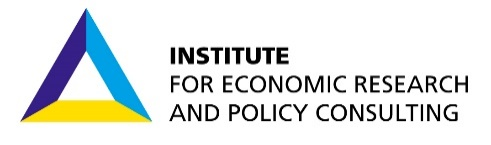 INSTITUTE
FOR ECONOMIC RESEARCH
AND POLICY CONSULTING